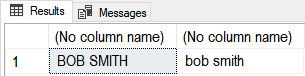 Results Messages
(No column name) (No column name)
1 BOB SMITH bob smith